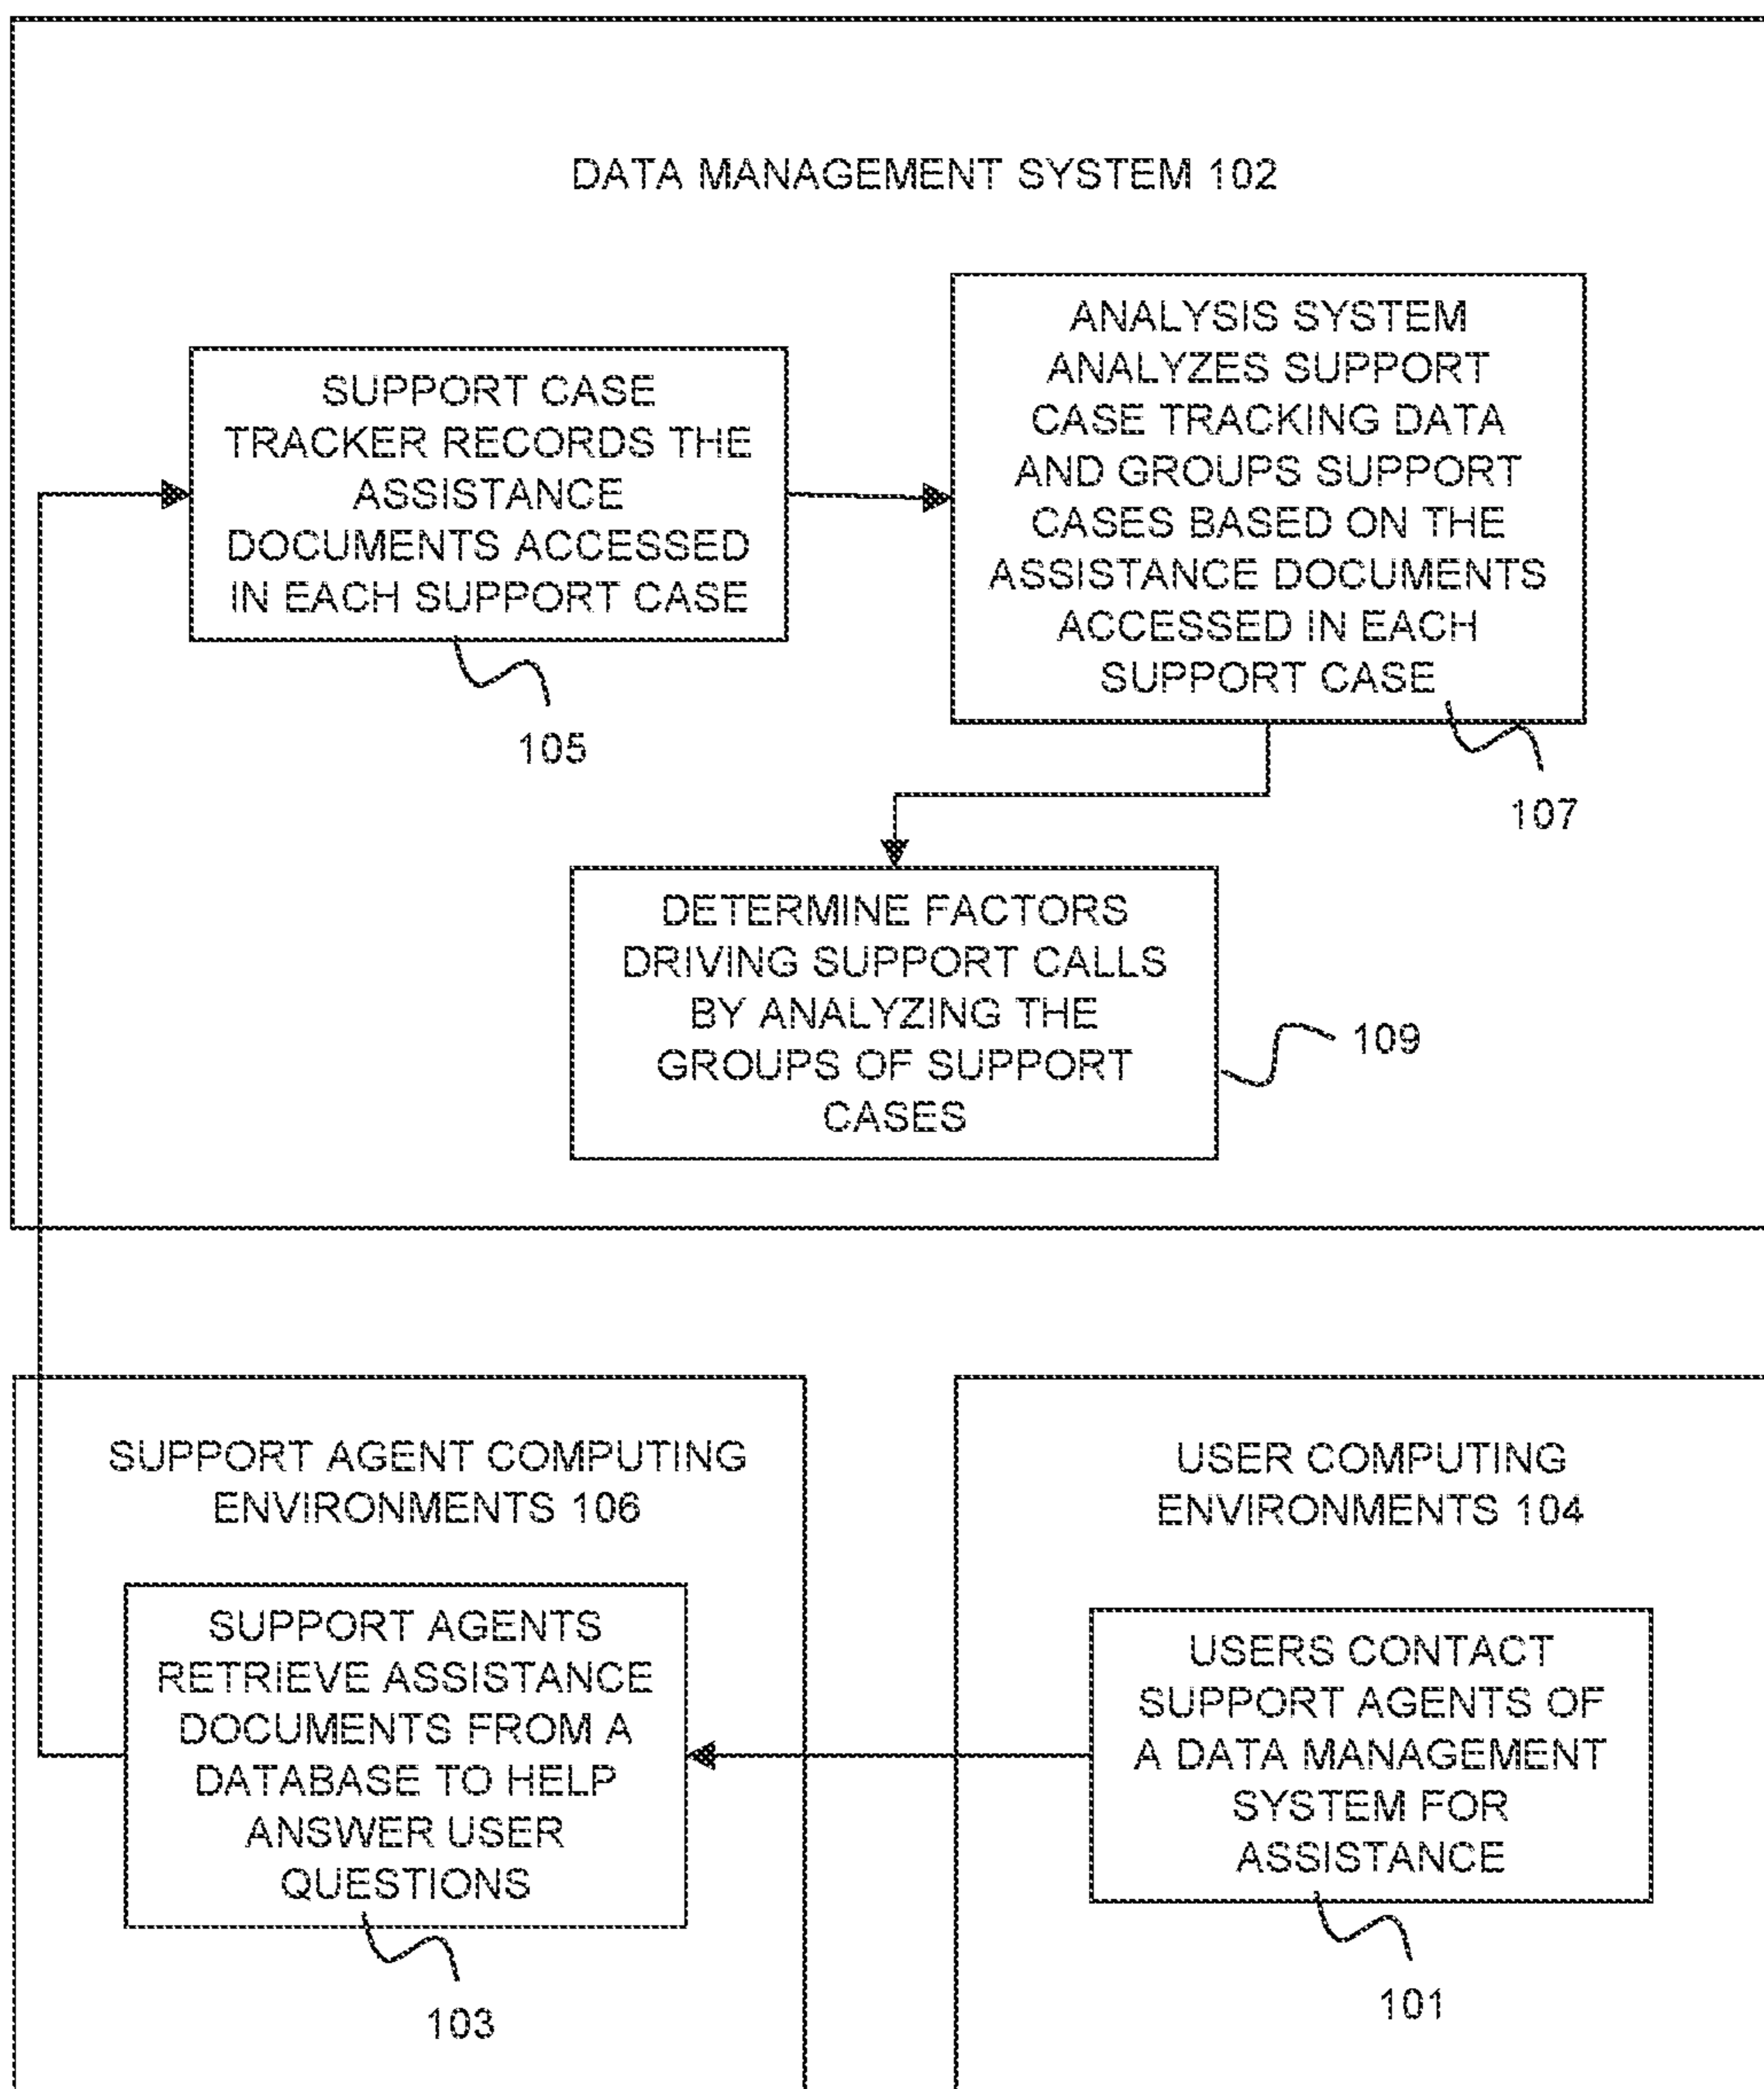 DATA MANAGEMENT SYSTEM 102
SUPPORT CASE
TRACKER RECORDS THE
ASSISTANCE
DOCUMENTS ACCESSED
IN EACH SUPPORT CASE
105
ANALYSIS SYSTEM
ANALYZES SUPPORT
CASE TRACKING DATA
AND GROUPS SUPPORT
CASES BASED ON THE
ASSISTANCE DOCUMENTS
ACCESSED IN EACH
SUPPORT CASE
107
DETERMINE FACTORS
DRIVING SUPPORT CALLS
BY ANALYZING THE
GROUPS OF SUPPORT
CASES
109
SUPPORT AGENT COMPUTING
ENVIRONMENTS 106
SUPPORT AGENTS
RETRIEVE ASSISTANCE
DOCUMENTS FROM A
DATABASE TO HELP
ANSWER USER
QUESTIONS
103
USER COMPUTING
ENVIRONMENTS 104
USERS CONTACT
SUPPORT AGENTS OF
A DATA MANAGEMENT
SYSTEM FOR
ASSISTANCE
101